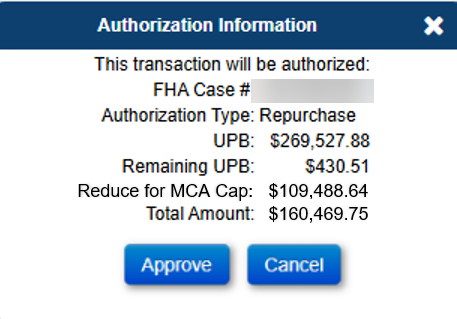 Authorization Information
This transaction will be authorized:
FHA Case #
Authorization Type: Repurchase
UPB: $269,527.88
Remaining UPB: $430.51
Reduce for MCA Cap: $109,488.64
Total Amount: $160,469.75
Approve Cancel